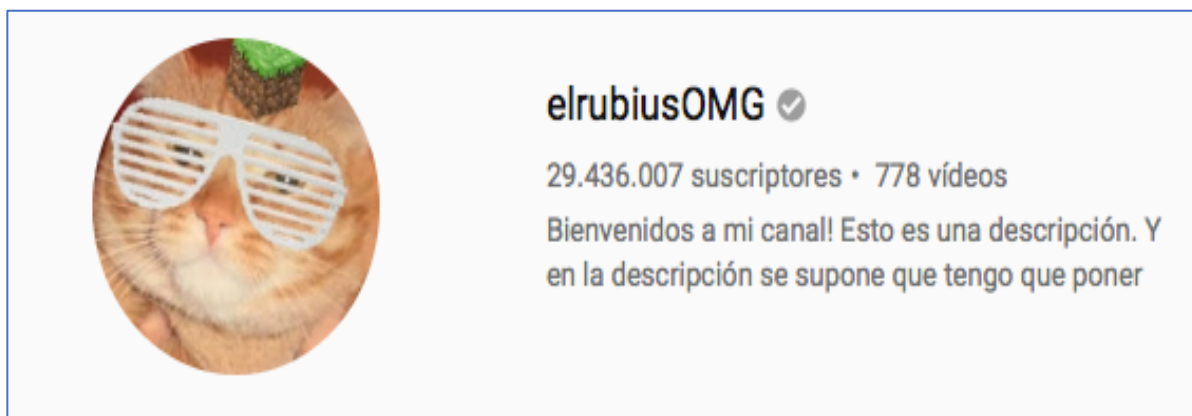 elrubiusOMG
29.436.007 suscriptores • 778 vídeos
Bienvenidos a mi canal! Esto es una descripción. Y
en la descripción se supone que tengo que poner